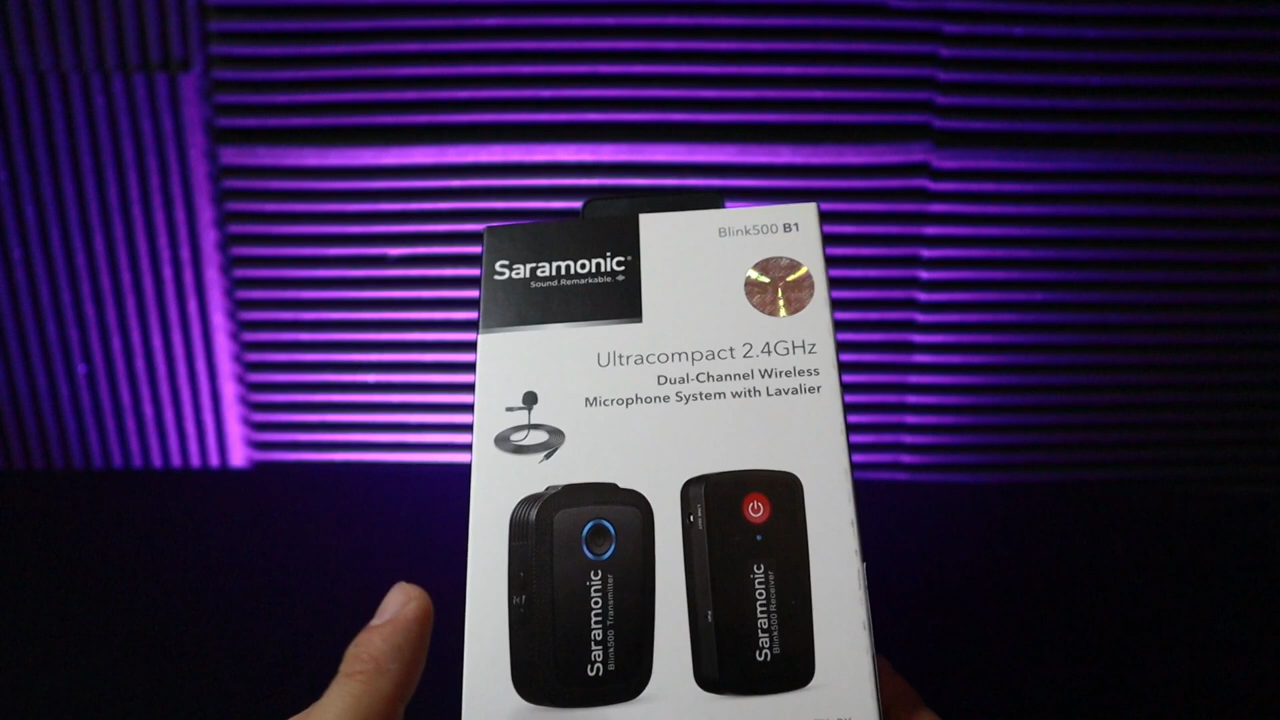 Blink500 B1
Saramonic®
Sound.Remarkable.
Ultracompact 2.4GHz
Dual-Channel Wireless
Microphone System with Lavalier
Saramonic
Blink500 Transmitter
Saramonic
Blink500 Receiver